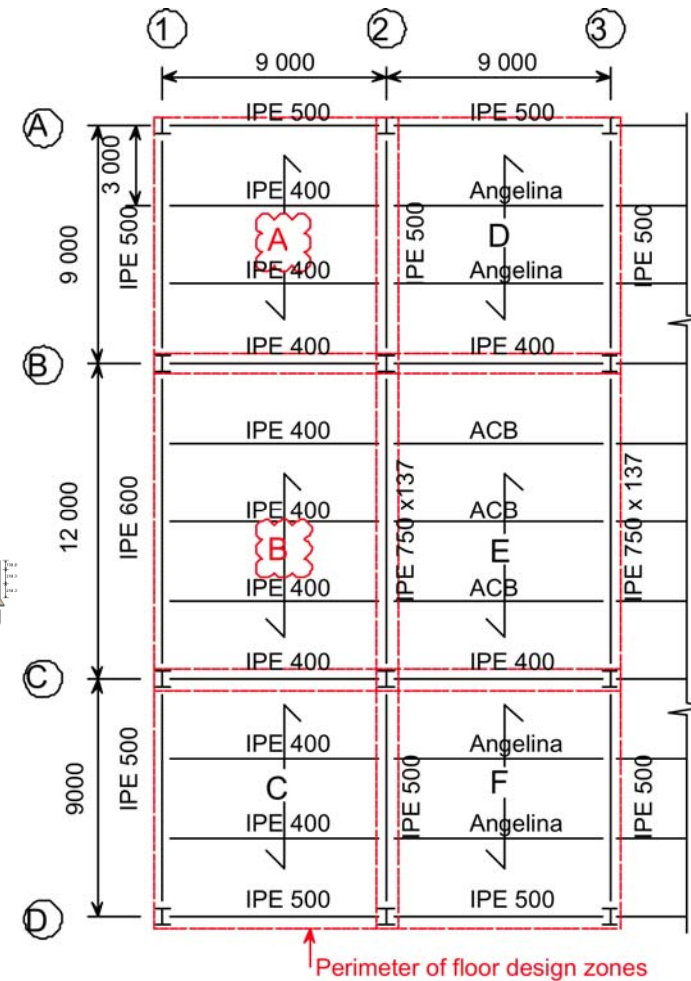 1 2 3
9 000 9 000
IPE 500 IPE 500
A
3 000
IPE 400 Angelina
9 000
IPE 500
A
IPE 500
D
IPE 500
IPE 400 Angelina
IPE 400 IPE 400
B
IPE 400 ACB
12 000
IPE 600
IPE 400
IPE 750 x137
ACB
IPE 750 x 137
B E
IPE 400 ACB
IPE 400 IPE 400
C
IPE 400 Angelina
9000
IPE 500
C
IPE 500
F
IPE 500
IPE 400 Angelina
IPE 500 IPE 500
D
Perimeter of floor design zones